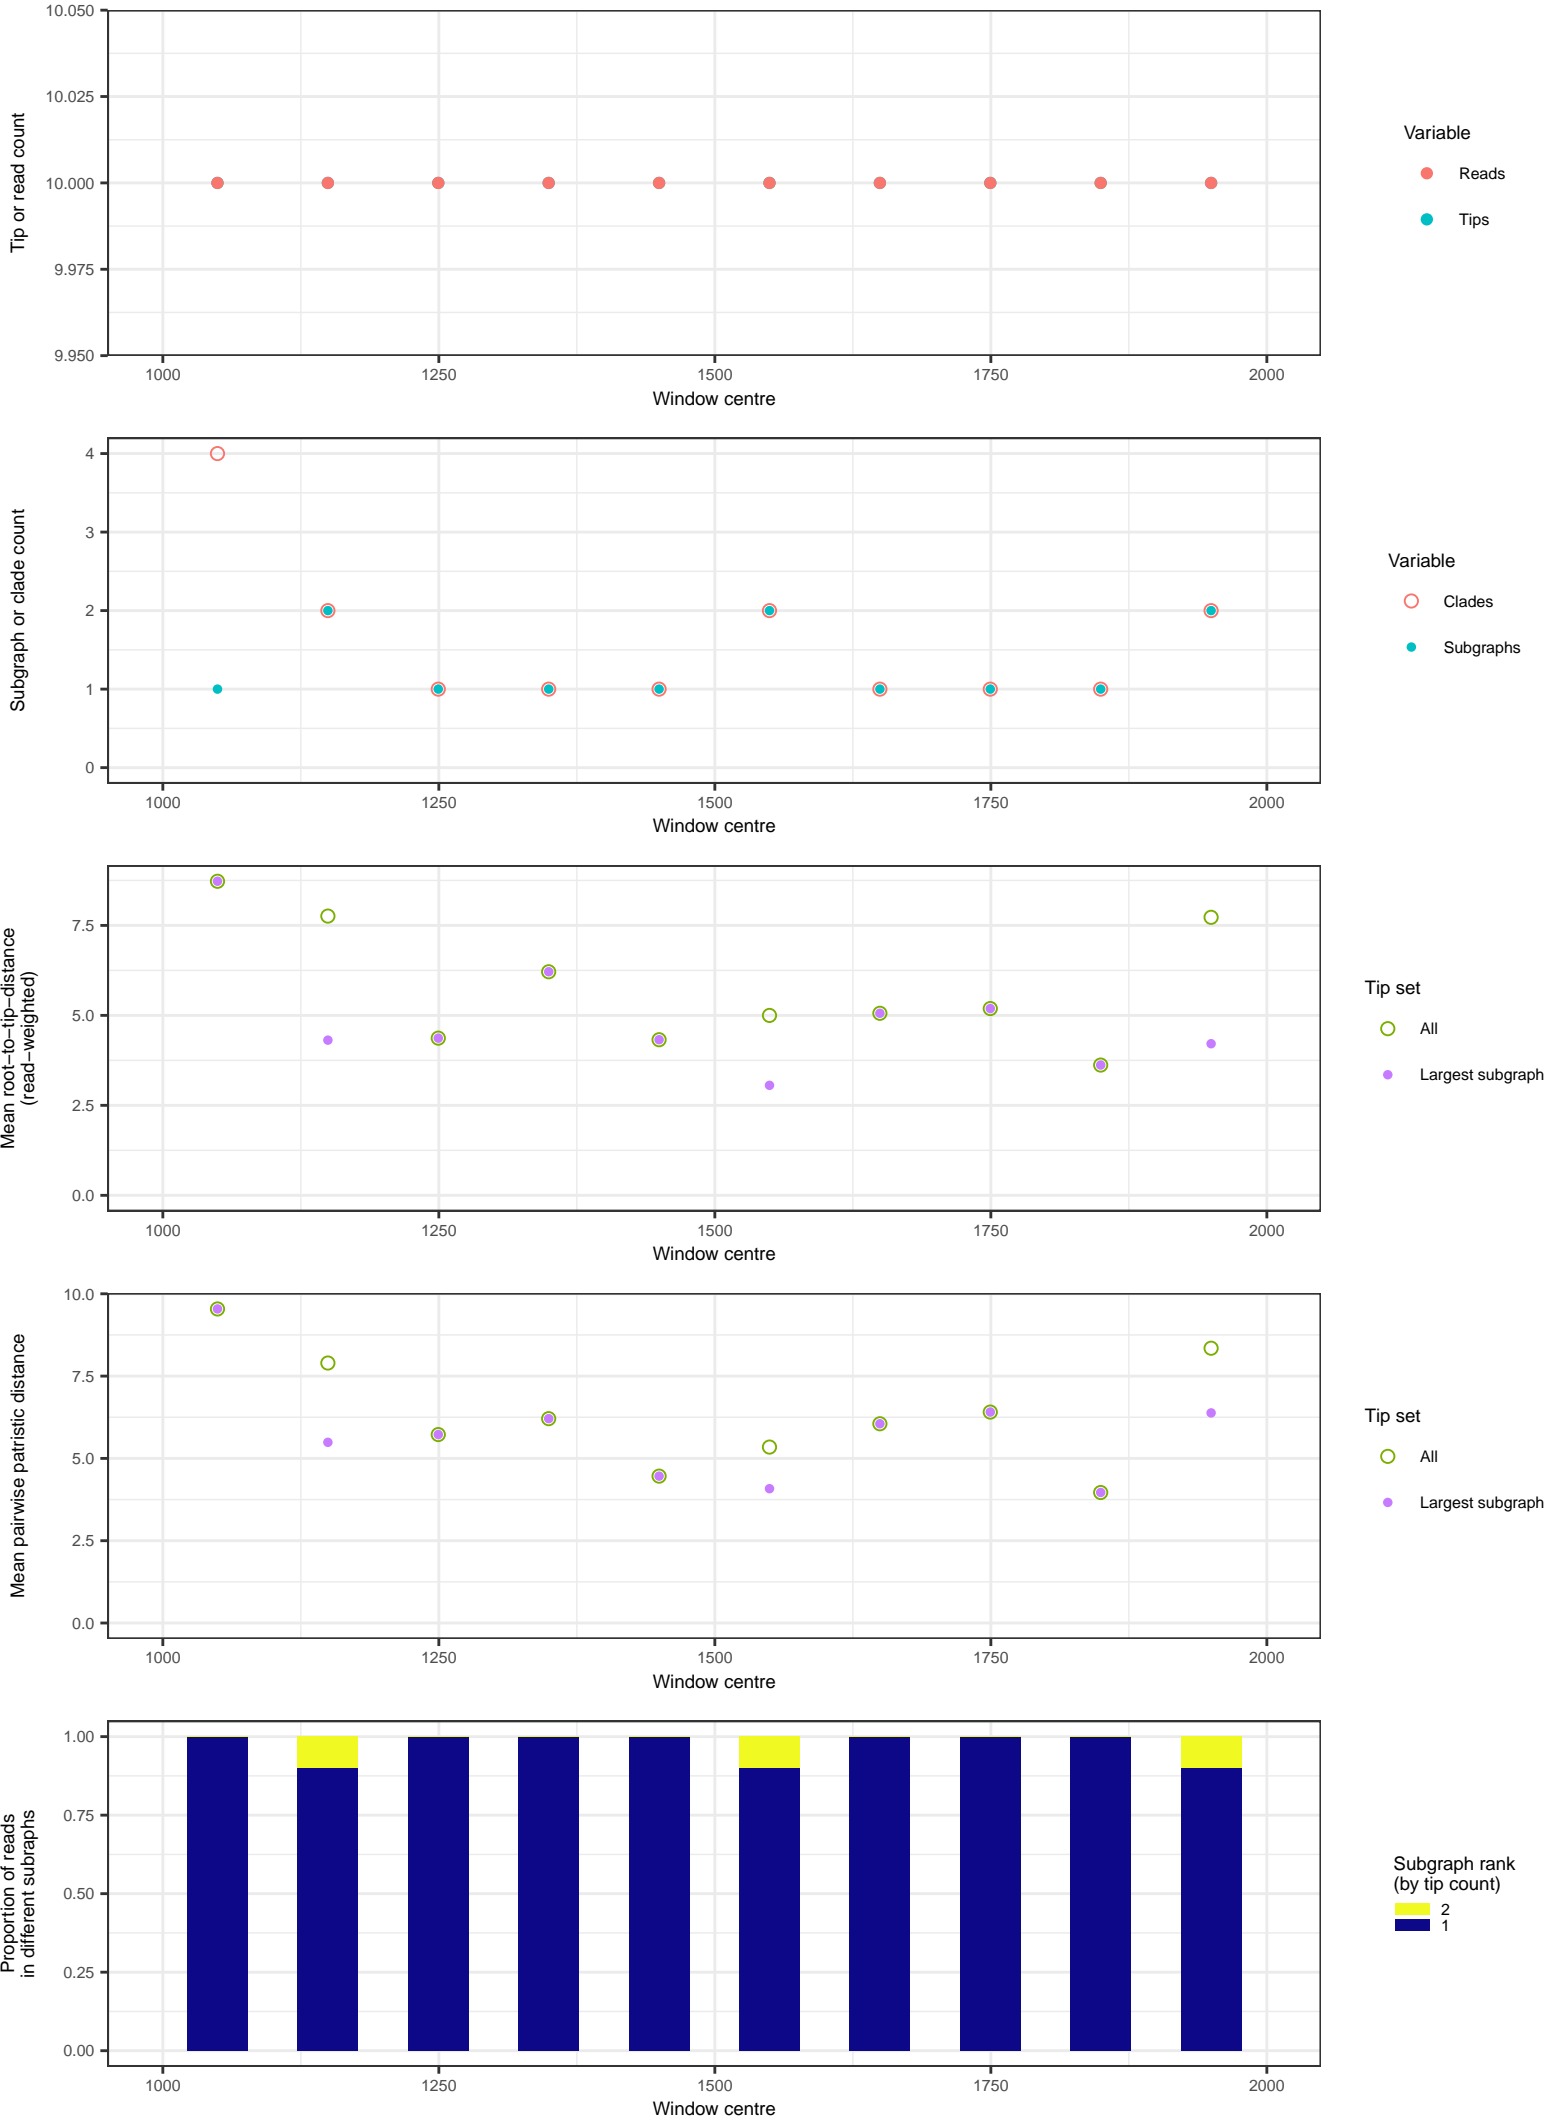 10.050
10.025
10.000
9.975
9.950
Tip or read count
1000 1250 1500 1750 2000
Window centre
Variable
Reads
Tips
4
3
2
1
0
Subgraph or clade count
1000 1250 1500 1750 2000
Window centre
Variable
Clades
Subgraphs
7.5
5.0
2.5
0.0
Mean root−to−tip−distance
(read−weighted)
1000 1250 1500 1750 2000
Window centre
Tip set
All
Largest subgraph
10.0
7.5
5.0
2.5
0.0
Mean pairwise patristic distance
1000 1250 1500 1750 2000
Window centre
Tip set
All
Largest subgraph
1.00
0.75
0.50
0.25
0.00
Proportion of reads
in different subraphs
1000 1250 1500 1750 2000
Window centre
Subgraph rank
(by tip count)
2
1